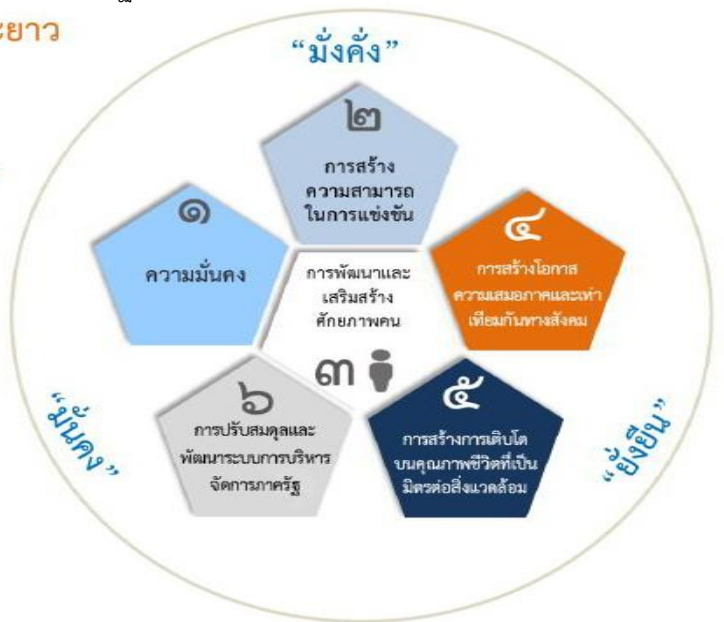 ะยาว
“มั่งคั่ง”
๒
การสร้าง
ความสามารถ
ในการแข่งขัน
๑
ความมั่นคง
๔
การสร้างโอกาส
ความเสมอภาคและเท่า
เทียมกันทางสังคม
การพัฒนาและ
เสริมสร้าง
ศักยภาพคน
๓
๖
การปรับสมดุลและ
พัฒนาระบบการบริหาร
จัดการภาครัฐ
๕
การสร้างการเติบโต
บนคุณภาพชีวิตที่เป็น
มิตรต่อสิ่งแวดล้อม
“มั่นคง”
“ยั่งยืน”